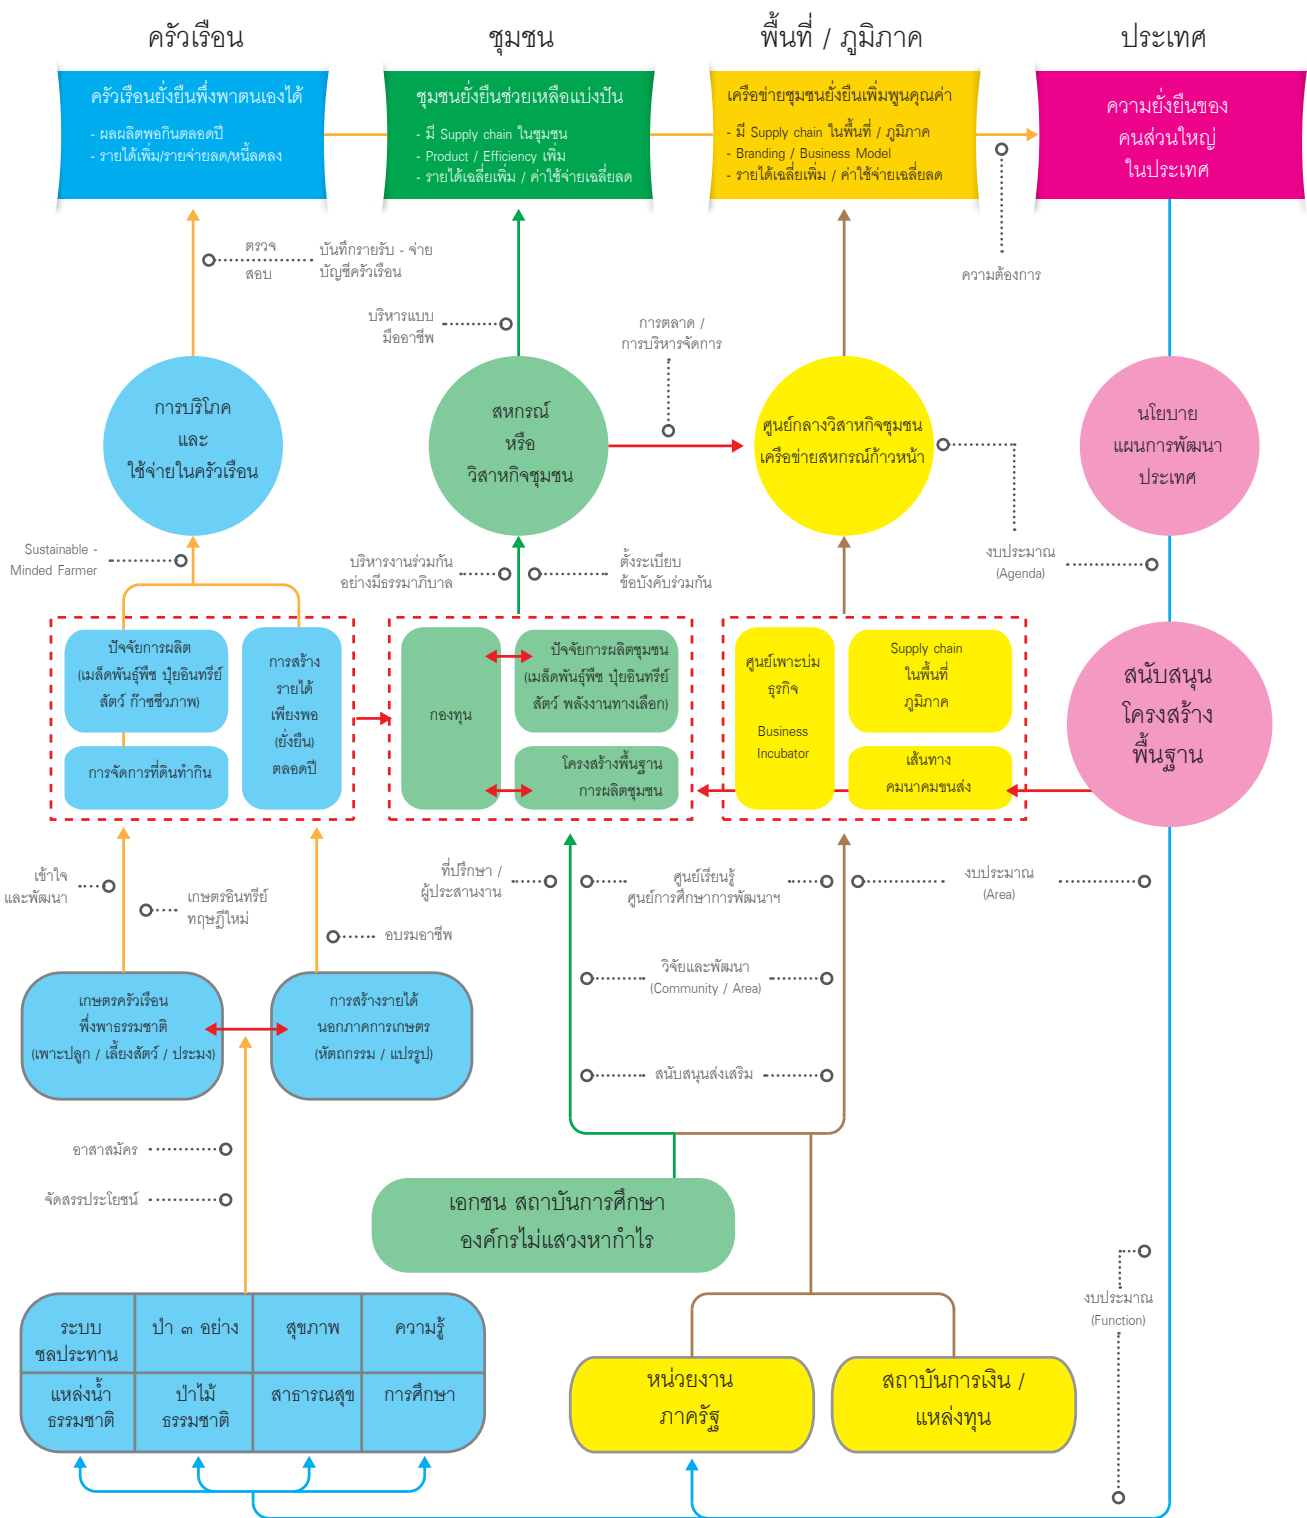 ครัวเรือน
ชุมชน
พื้นที่ / ภูมิภาค
ประเทศ
ครัวเรือนยั่งยืนพึ่งพาตนเองได้
- ผลผลิตพอกินตลอดปี
- รายได้เพิ่ม/รายจ่ายลด/หนี้ลดลง
ชุมชนยั่งยืนช่วยเหลือแบ่งปัน
- มี Supply chain ในชุมชน
- Product / Efficiency เพิ่ม
- รายได้เฉลี่ยเพิ่ม / ค่าใช้จ่ายเฉลี่ยลด
เครือข่ายชุมชนยั่งยืนเพิ่มพูนคุณค่า
- มี Supply chain ในพื้นที่ / ภูมิภาค
- Branding / Business Model
- รายได้เฉลี่ยเพิ่ม / ค่าใช้จ่ายเฉลี่ยลด
ความยั่งยืนของ
คนส่วนใหญ่
ในประเทศ
ตรวจ
สอบ
บันทึกรายรับ - จ่าย
บัญชีครัวเรือน
บริหารแบบ
มืออาชีพ
การตลาด /
การบริหารจัดการ
ความต้องการ
การบริโภค
และ
ใช้จ่ายในครัวเรือน
สหกรณ์
หรือ
วิสาหกิจชุมชน
ศูนย์กลางวิสาหกิจชุมชน
เครือข่ายสหกรณ์ก้าวหน้า
นโยบาย
แผนการพัฒนา
ประเทศ
Sustainable -
Minded Farmer
บริหารงานร่วมกัน
อย่างมีธรรมาภิบาล
ตั้งระเบียบ
ข้อบังคับร่วมกัน
งบประมาณ
(Agenda)
ปัจจัยการผลิต
(เมล็ดพันธุ์พืช ปุ๋ยอินทรีย์
สัตว์ ก๊าซชีวภาพ)
การจัดการที่ดินทำกิน
การสร้าง
รายได้
เพียงพอ
(ยั่งยืน)
ตลอดปี
กองทุน
ปัจจัยการผลิตชุมชน
(เมล็ดพันธุ์พืช ปุ๋ยอินทรีย์
สัตว์ พลังงานทางเลือก)
โครงสร้างพื้นฐาน
การผลิตชุมชน
ศูนย์เพาะบ่ม
ธุรกิจ
Business
Incubator
Supply chain
ในพื้นที่
ภูมิภาค
เส้นทาง
คมนาคมขนส่ง
สนับสนุน
โครงสร้าง
พื้นฐาน
เข้าใจ
และพัฒนา
เกษตรอินทรีย์
ทฤษฎีใหม่
อบรมอาชีพ
ที่ปรึกษา /
ผู้ประสานงาน
ศูนย์เรียนรู้
ศูนย์การศึกษาการพัฒนาฯ
งบประมาณ
(Area)
วิจัยและพัฒนา
(Community / Area)
สนับสนุนส่งเสริม
เกษตรครัวเรือน
พึ่งพาธรรมชาติ
(เพาะปลูก / เลี้ยงสัตว์ / ประมง)
การสร้างรายได้
นอกภาคการเกษตร
(หัตถกรรม / แปรรูป)
อาสาสมัคร
จัดสรรประโยชน์
เอกชน สถาบันการศึกษา
องค์กรไม่แสวงหากำไร
งบประมาณ
(Function)
ระบบ
ชลประทาน
ป่า ๓ อย่าง
สุขภาพ
ความรู้
แหล่งน้ำ
ธรรมชาติ
ป่าไม้
ธรรมชาติ
สาธารณสุข
การศึกษา
หน่วยงาน
ภาครัฐ
สถาบันการเงิน /
แหล่งทุน